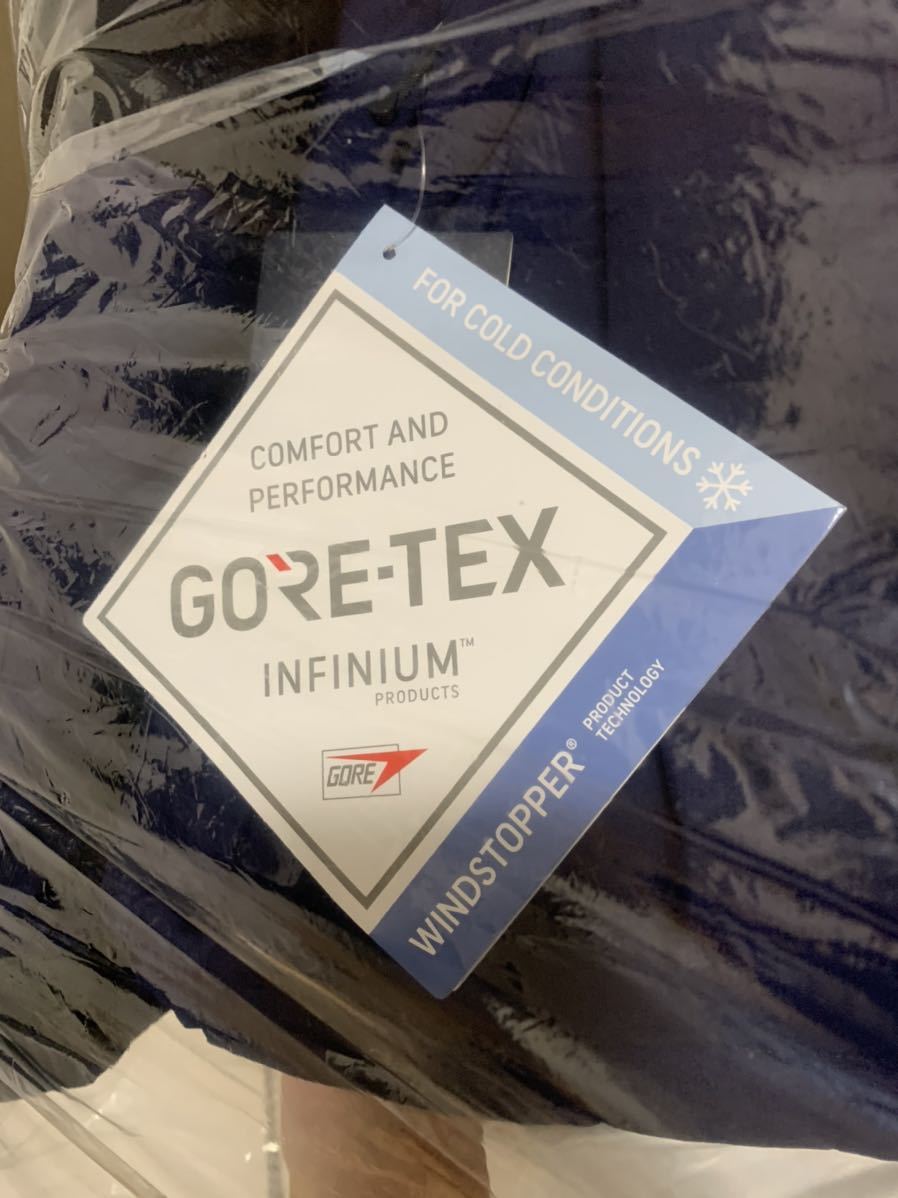 FOR COLD CONDITIONS
COMFORT AND
PERFORMANCE
GORE-TEX
INFINIUM™
PRODUCTS
GORE
WINDSTOPPER®
PRODUCT
TECHNOLOGY